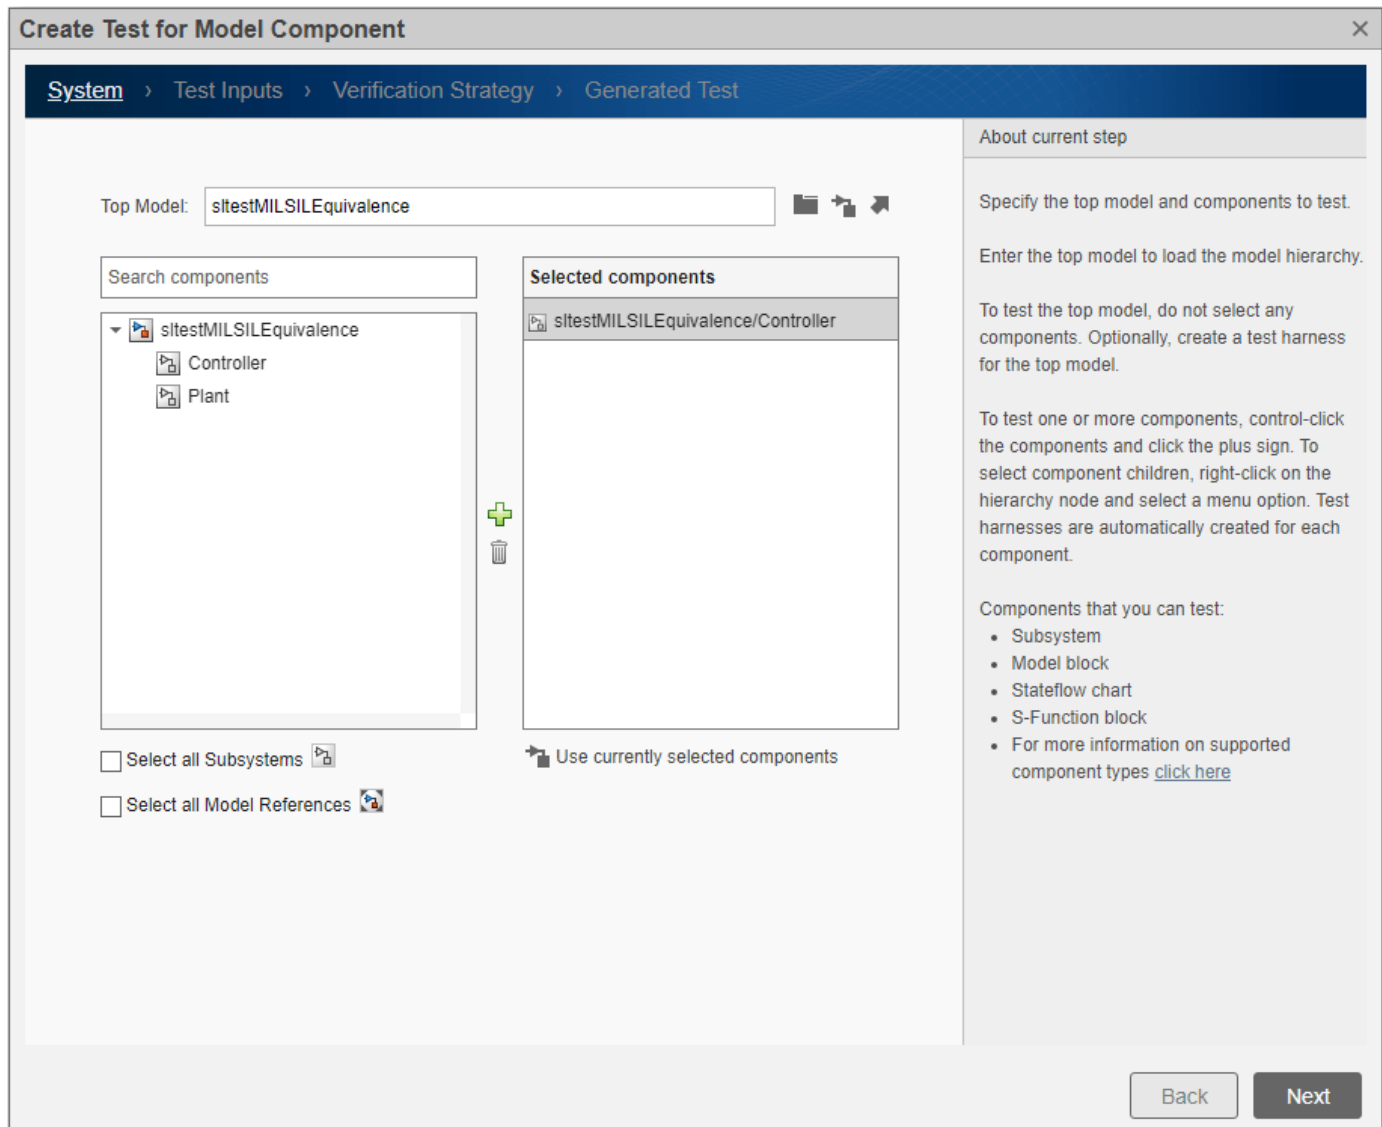 Create Test for Model Component
System › Test Inputs › Verification Strategy › Generated Test
About current step
Top Model: sltestMILSILEquivalence
Specify the top model and components to test.
Enter the top model to load the model hierarchy.
To test the top model, do not select any
components. Optionally, create a test harness
for the top model.
To test one or more components, control-click
the components and click the plus sign. To
select component children, right-click on the
hierarchy node and select a menu option. Test
harnesses are automatically created for each
component.
Components that you can test:
• Subsystem
• Model block
• Stateflow chart
• S-Function block
• For more information on supported
component types click here
Search components
sltestMILSILEquivalence
Controller
Plant
Selected components
sltestMILSILEquivalence/Controller
Select all Subsystems
Select all Model References
Use currently selected components
Back
Next